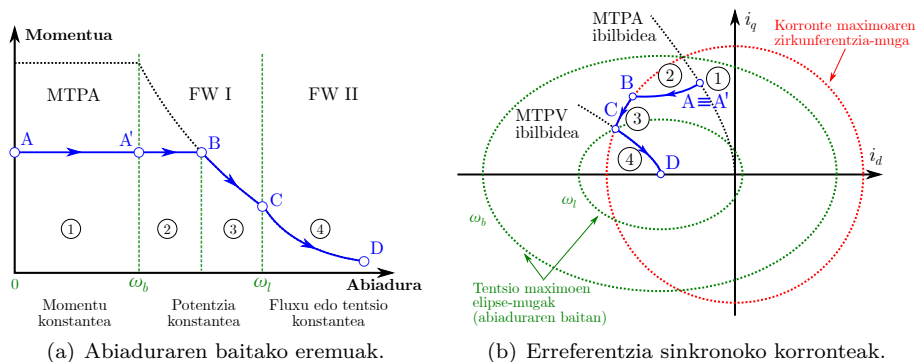 Momentua
MTPA
FW I
FW II
A
A'
B
C
D
1
2
3
4
0
ω_b
ω_l
Abiadura
Momentu
konstantea
Potentzia
konstantea
Fluxu edo tentsio
konstantea
(a) Abiaduraren baitako eremuak.
i_q
MTPA
ibilbidea
Korronte maximoaren
zirkunferentzia-muga
B
2
1
A≡A'
MTPV
ibilbidea
C
3
4
D
i_d
ω_b
ω_l
Tentsio maximoen
elipse-mugak
(abiaduraren baitan)
(b) Erreferentzia sinkronoko korronteak.